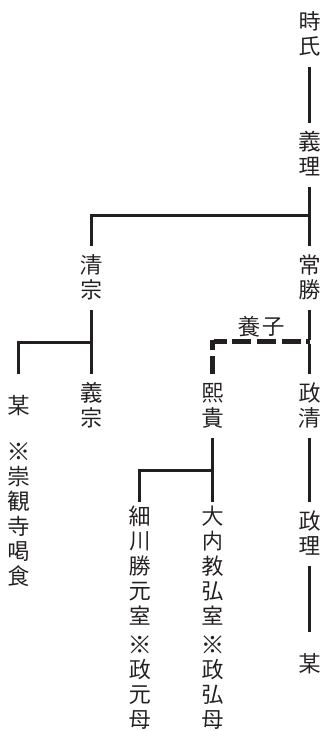 時氏
義理
常勝
清宗
養子
政清
熙貴
義宗
某 ※崇観寺喝食
政理
大内教弘室※政弘母
細川勝元室※政元母
某